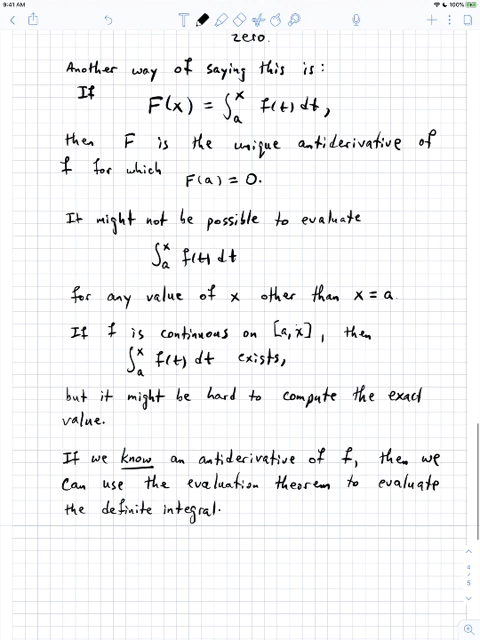 9:41 AM
100%
zero.
Another way of saying this is:
If
F(x) = ∫ₐˣ f(t) dt,
then F is the unique antiderivative of
f for which
F(a) = 0.
It might not be possible to evaluate
∫ₐˣ f(t) dt
for any value of x other than x = a.
If f is continuous on [a,x], then
∫ₐˣ f(t) dt exists,
but it might be hard to compute the exact
value.
If we know an antiderivative of f, then we
can use the evaluation theorem to evaluate
the definite integral.
4
/
5